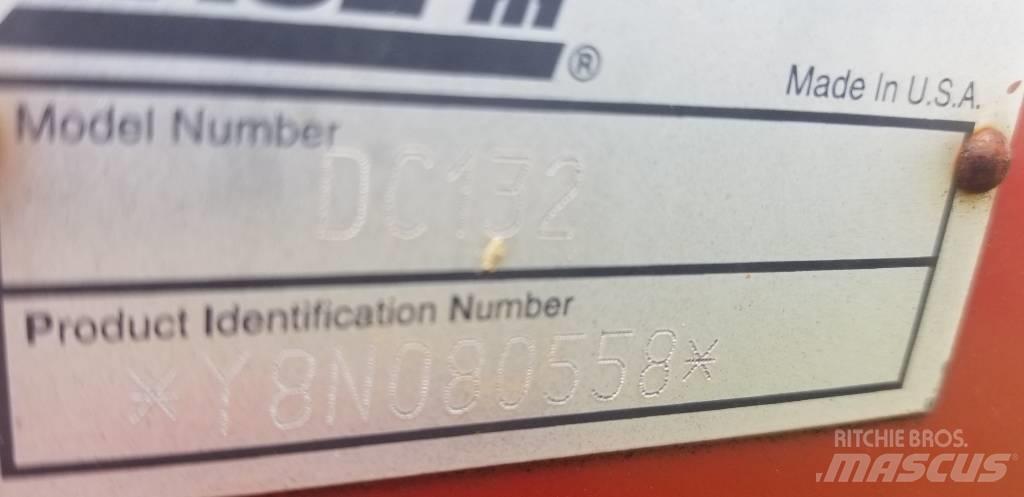 ®
Made In U.S.A.
Model Number
DC132
Product Identification Number
*Y8N080558*
RITCHIE BROS.
MASCUS